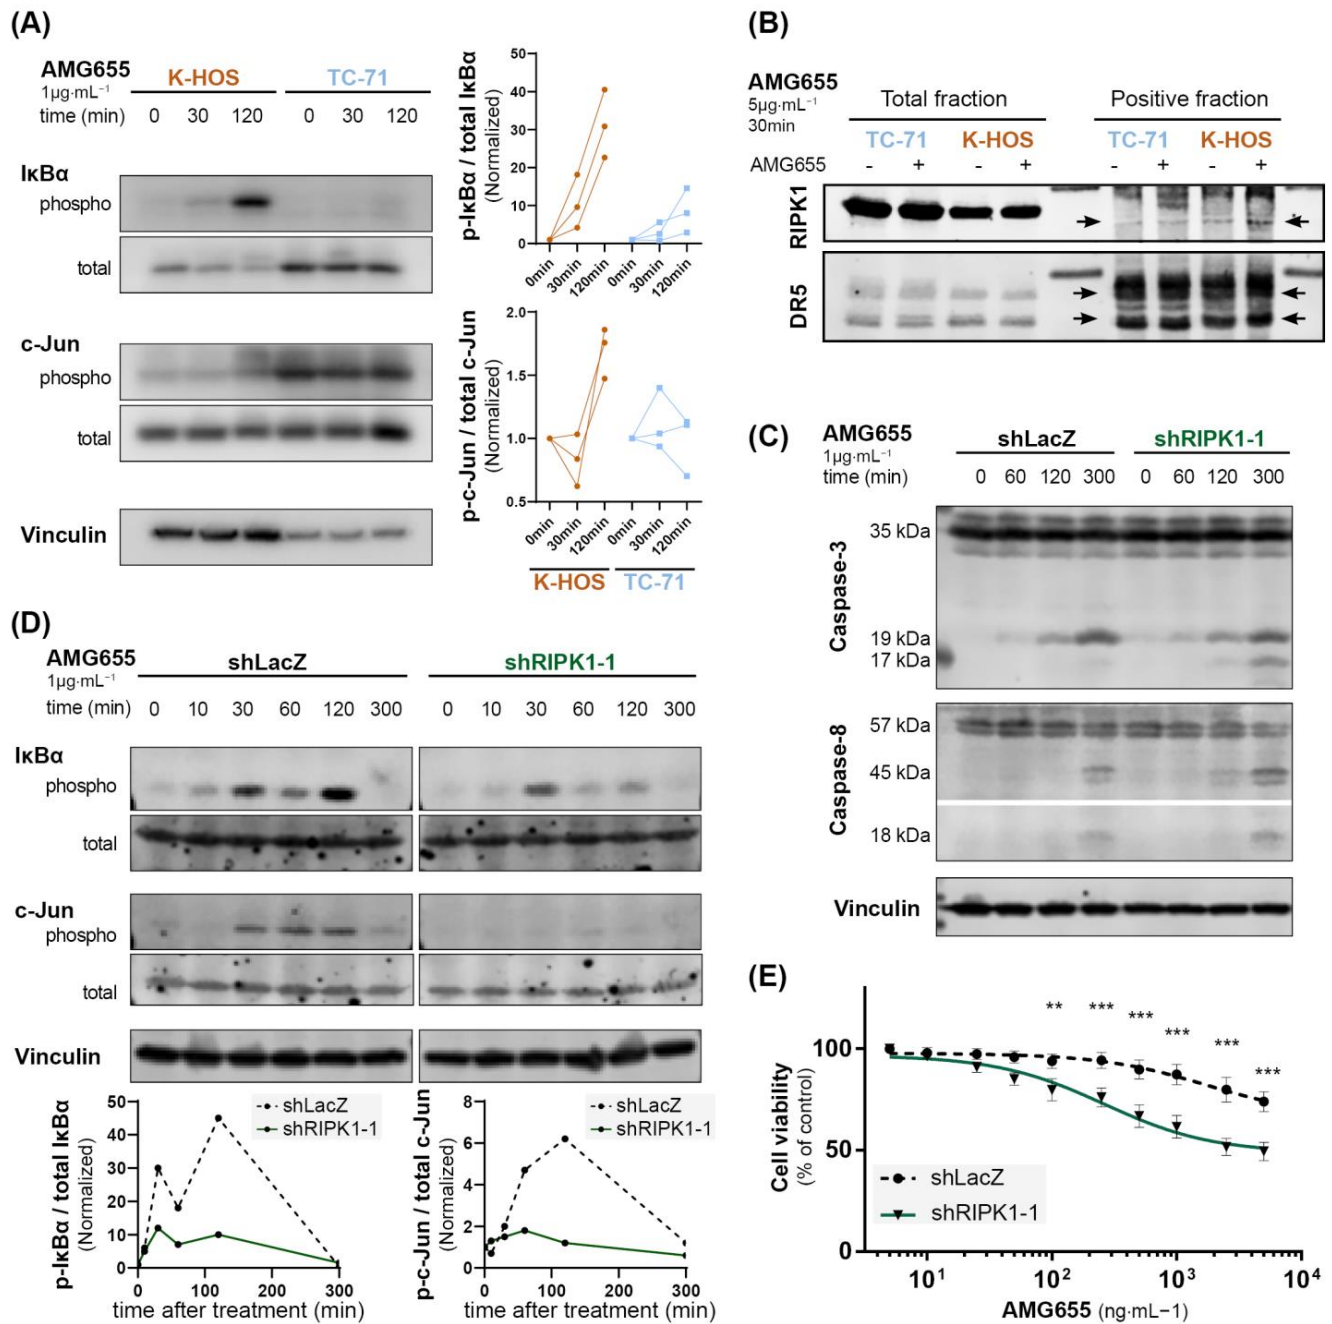 (A)
AMG655
1µg·mL⁻¹
time (min)
K-HOS
TC-71
0 30 120 0 30 120
IκBα
phospho
total
c-Jun
phospho
total
Vinculin
p-IκBα / total IκBα
(Normalized)
50
40
30
20
10
0
0min
30min
120min
0min
30min
120min
p-c-Jun / total c-Jun
(Normalized)
2.0
1.5
1.0
0.5
0min
30min
120min
0min
30min
120min
K-HOS TC-71
(B)
AMG655
5µg·mL⁻¹
30min
Total fraction Positive fraction
TC-71 K-HOS TC-71 K-HOS
AMG655 - + - + - + - +
RIPK1
DR5
(C)
AMG655
1µg·mL⁻¹
time (min)
shLacZ shRIPK1-1
0 60 120 300 0 60 120 300
Caspase-3
35 kDa
19 kDa
17 kDa
Caspase-8
57 kDa
45 kDa
18 kDa
Vinculin
(D)
AMG655
1µg·mL⁻¹
time (min)
shLacZ shRIPK1-1
0 10 30 60 120 300 0 10 30 60 120 300
IκBα
phospho
total
c-Jun
phospho
total
Vinculin
p-IκBα / total IκBα
(Normalized)
50
40
30
20
10
0
0 100 200 300
time after treatment (min)
shLacZ
shRIPK1-1
p-c-Jun / total c-Jun
(Normalized)
8
6
4
2
0
0 100 200 300
time after treatment (min)
shLacZ
shRIPK1-1
(E)
Cell viability
(% of control)
100
50
0
** *** *** *** *** ***
shLacZ
shRIPK1-1
10¹ 10² 10³ 10⁴
AMG655 (ng·mL−1)